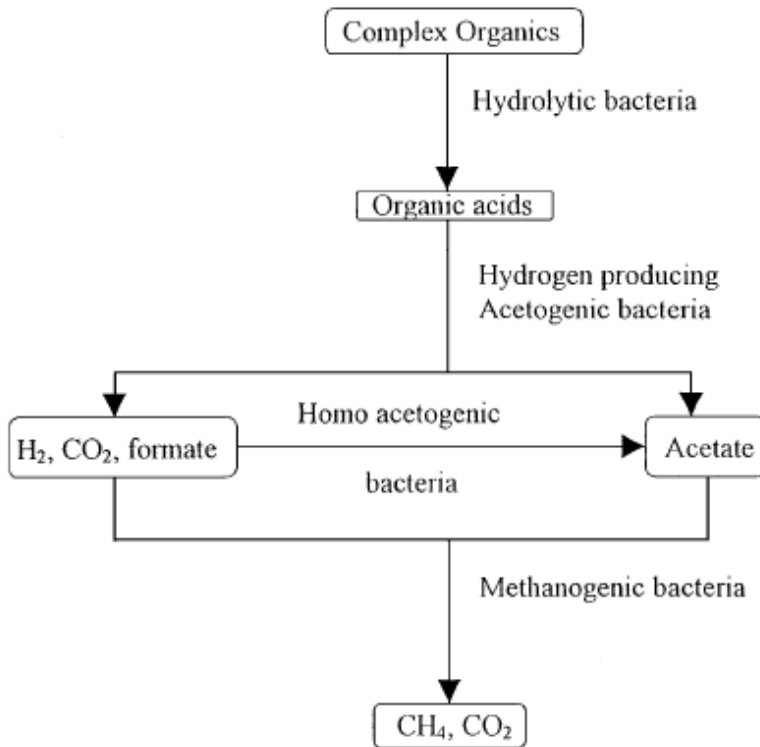 Complex Organics
Hydrolytic bacteria
Organic acids
Hydrogen producing
Acetogenic bacteria
Homo acetogenic
H₂, CO₂, formate
Acetate
bacteria
Methanogenic bacteria
CH₄, CO₂